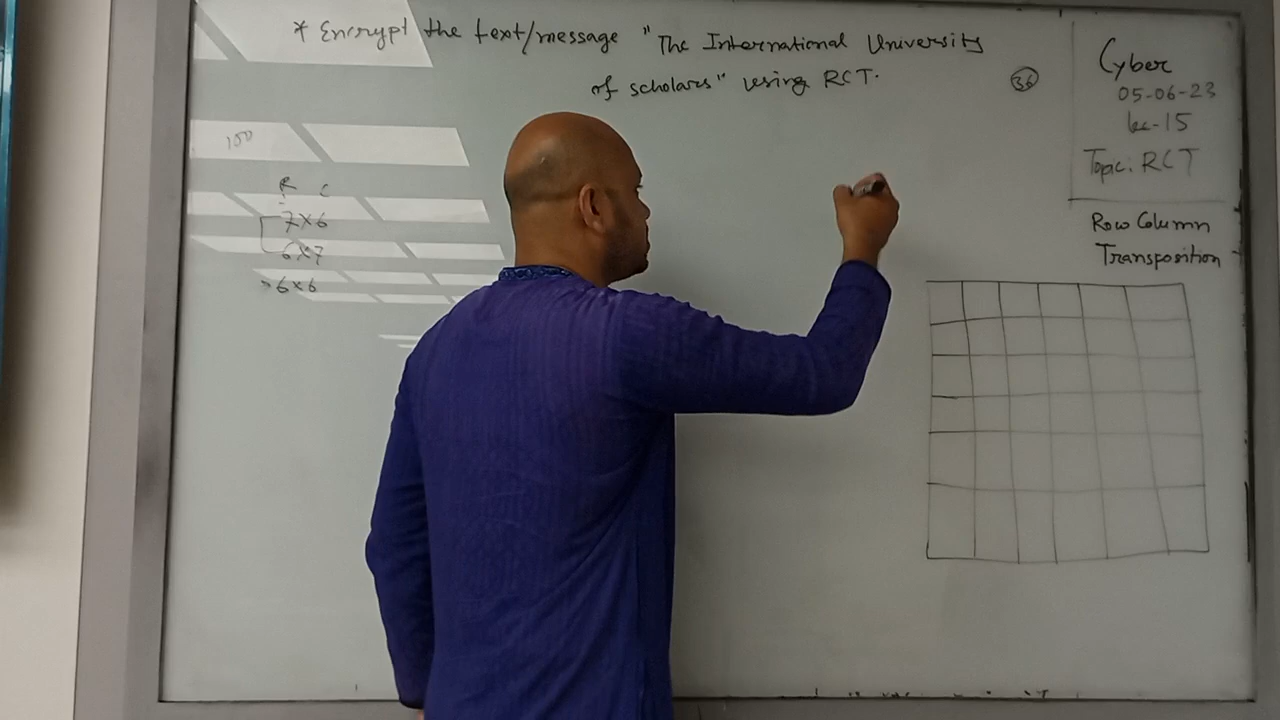 * Encrypt the text/message "The International University
of scholars" using RCT.
36
Cyber
05-06-23
Lec-15
Topic: RCT
Row Column
Transposition
100
R C
7×6
6×7
6×6